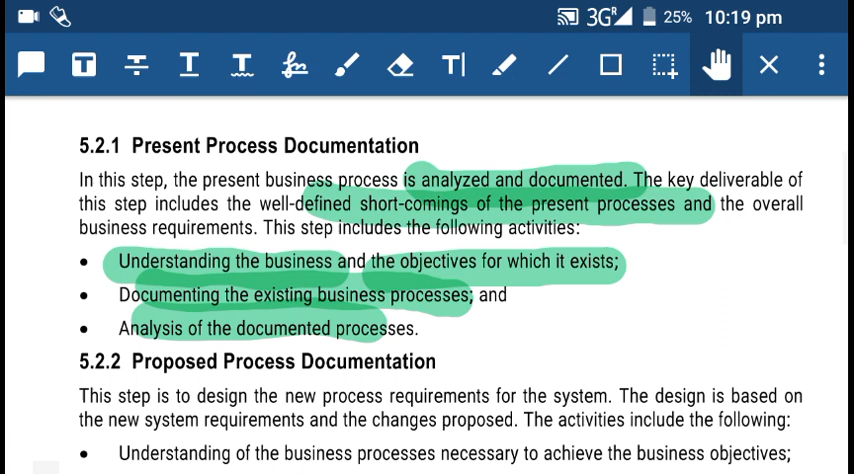 3G R 25% 10:19 pm
T T T T
5.2.1 Present Process Documentation
In this step, the present business process is analyzed and documented. The key deliverable of
this step includes the well-defined short-comings of the present processes and the overall
business requirements. This step includes the following activities:
• Understanding the business and the objectives for which it exists;
• Documenting the existing business processes; and
• Analysis of the documented processes.
5.2.2 Proposed Process Documentation
This step is to design the new process requirements for the system. The design is based on
the new system requirements and the changes proposed. The activities include the following:
• Understanding of the business processes necessary to achieve the business objectives;